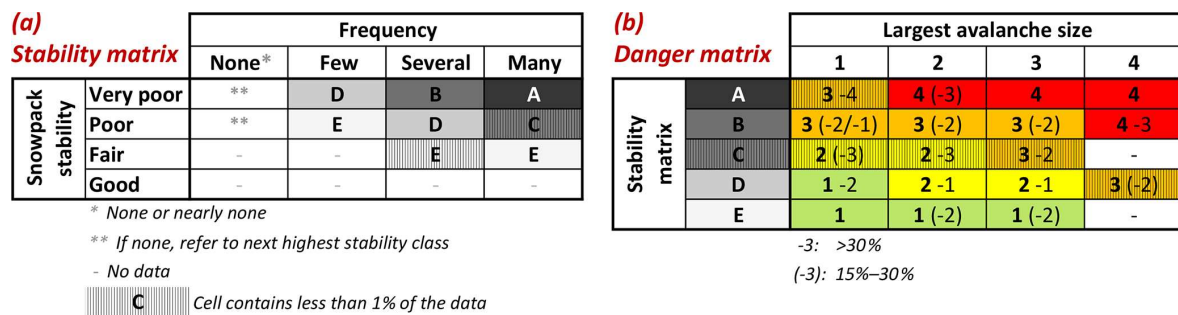 (a)
Stability matrix
Frequency
None* Few Several Many
Snowpack stability
Very poor ** D B A
Poor ** E D C
Fair - - E E
Good - - - -
* None or nearly none
** If none, refer to next highest stability class
- No data
C Cell contains less than 1% of the data
(b)
Danger matrix
Largest avalanche size
1 2 3 4
Stability matrix
A 3 -4 4 (-3) 4 4
B 3 (-2/-1) 3 (-2) 3 (-2) 4 -3
C 2 (-3) 2 -3 3 -2 -
D 1 -2 2 -1 2 -1 3 (-2)
E 1 1 (-2) 1 (-2) -
-3: >30%
(-3): 15%–30%